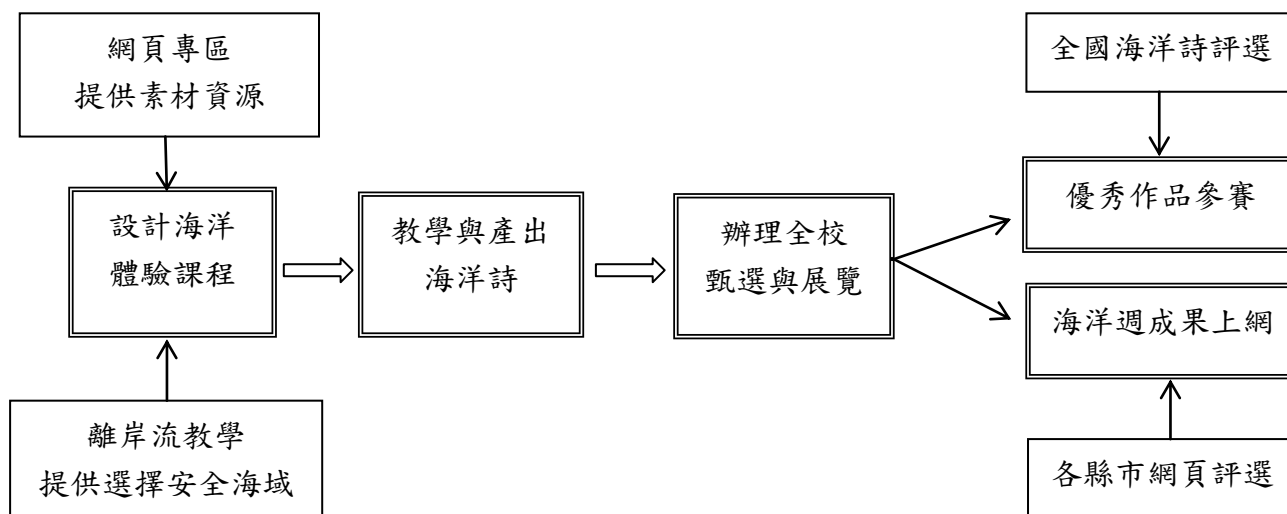 網頁專區
提供素材資源
全國海洋詩評選
設計海洋
體驗課程
教學與產出
海洋詩
辦理全校
甄選與展覽
優秀作品參賽
海洋週成果上網
離岸流教學
提供選擇安全海域
各縣市網頁評選